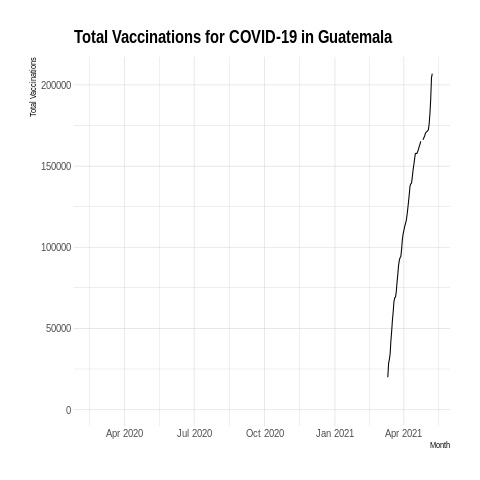 Total Vaccinations for COVID-19 in Guatemala
Total Vaccinations
200000
150000
100000
50000
0
Apr 2020 Jul 2020 Oct 2020 Jan 2021 Apr 2021
Month